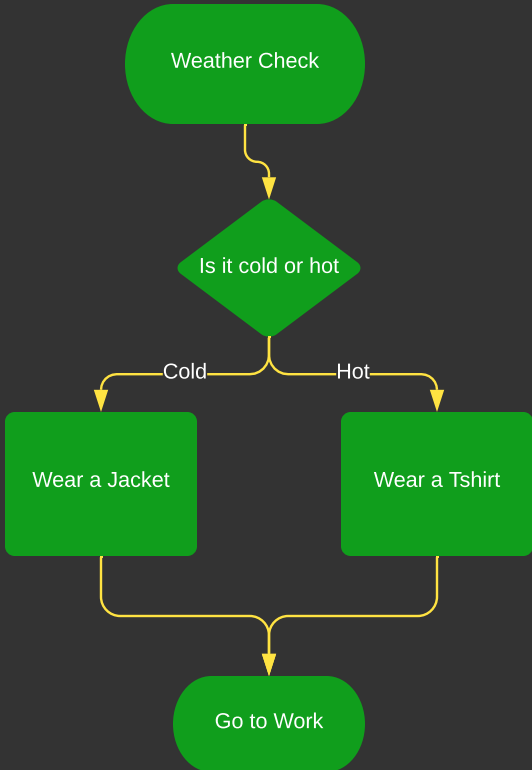 Weather Check
Is it cold or hot
Cold
Hot
Wear a Jacket
Wear a Tshirt
Go to Work